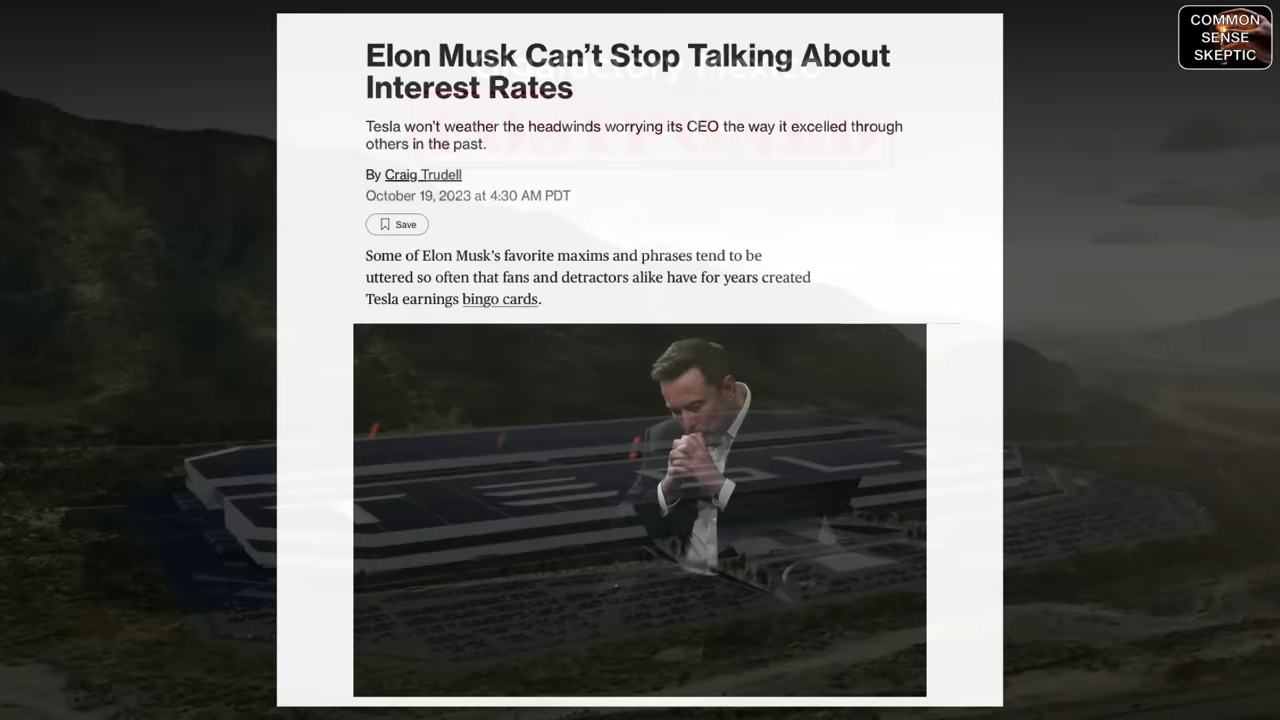 COMMON
SENSE
SKEPTIC
Elon Musk Can't Stop Talking About
Interest Rates
Tesla won't weather the headwinds worrying its CEO the way it excelled through
others in the past.
By Craig Trudell
October 19, 2023 at 4:30 AM PDT
Save
Some of Elon Musk's favorite maxims and phrases tend to be
uttered so often that fans and detractors alike have for years created
Tesla earnings bingo cards.